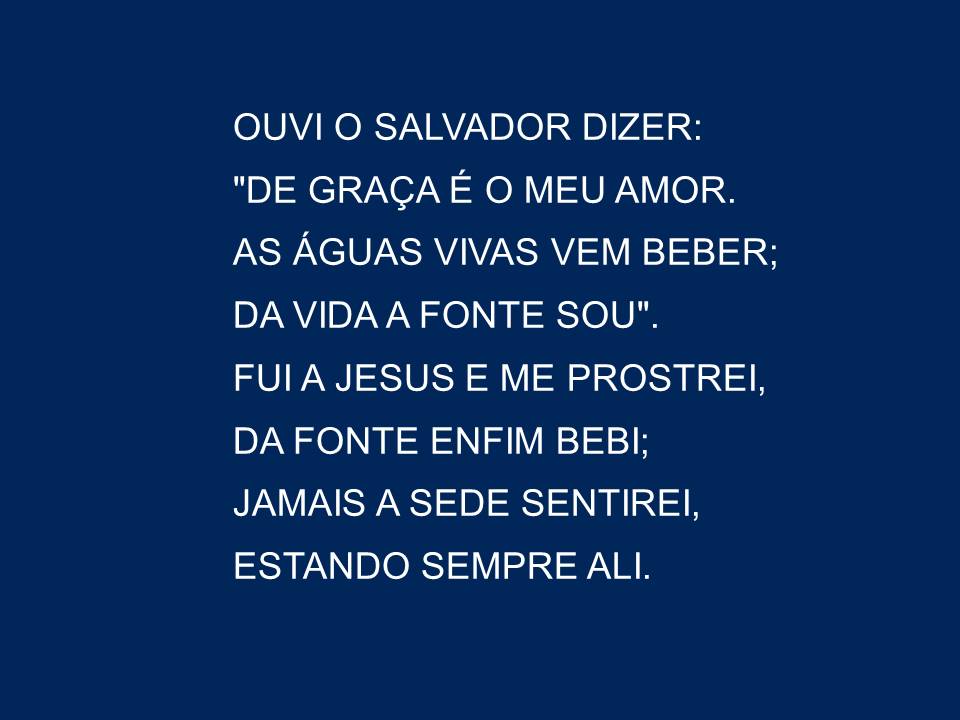 OUVI O SALVADOR DIZER:
"DE GRAÇA É O MEU AMOR.
AS ÁGUAS VIVAS VEM BEBER;
DA VIDA A FONTE SOU".
FUI A JESUS E ME PROSTREI,
DA FONTE ENFIM BEBI;
JAMAIS A SEDE SENTIREI,
ESTANDO SEMPRE ALI.